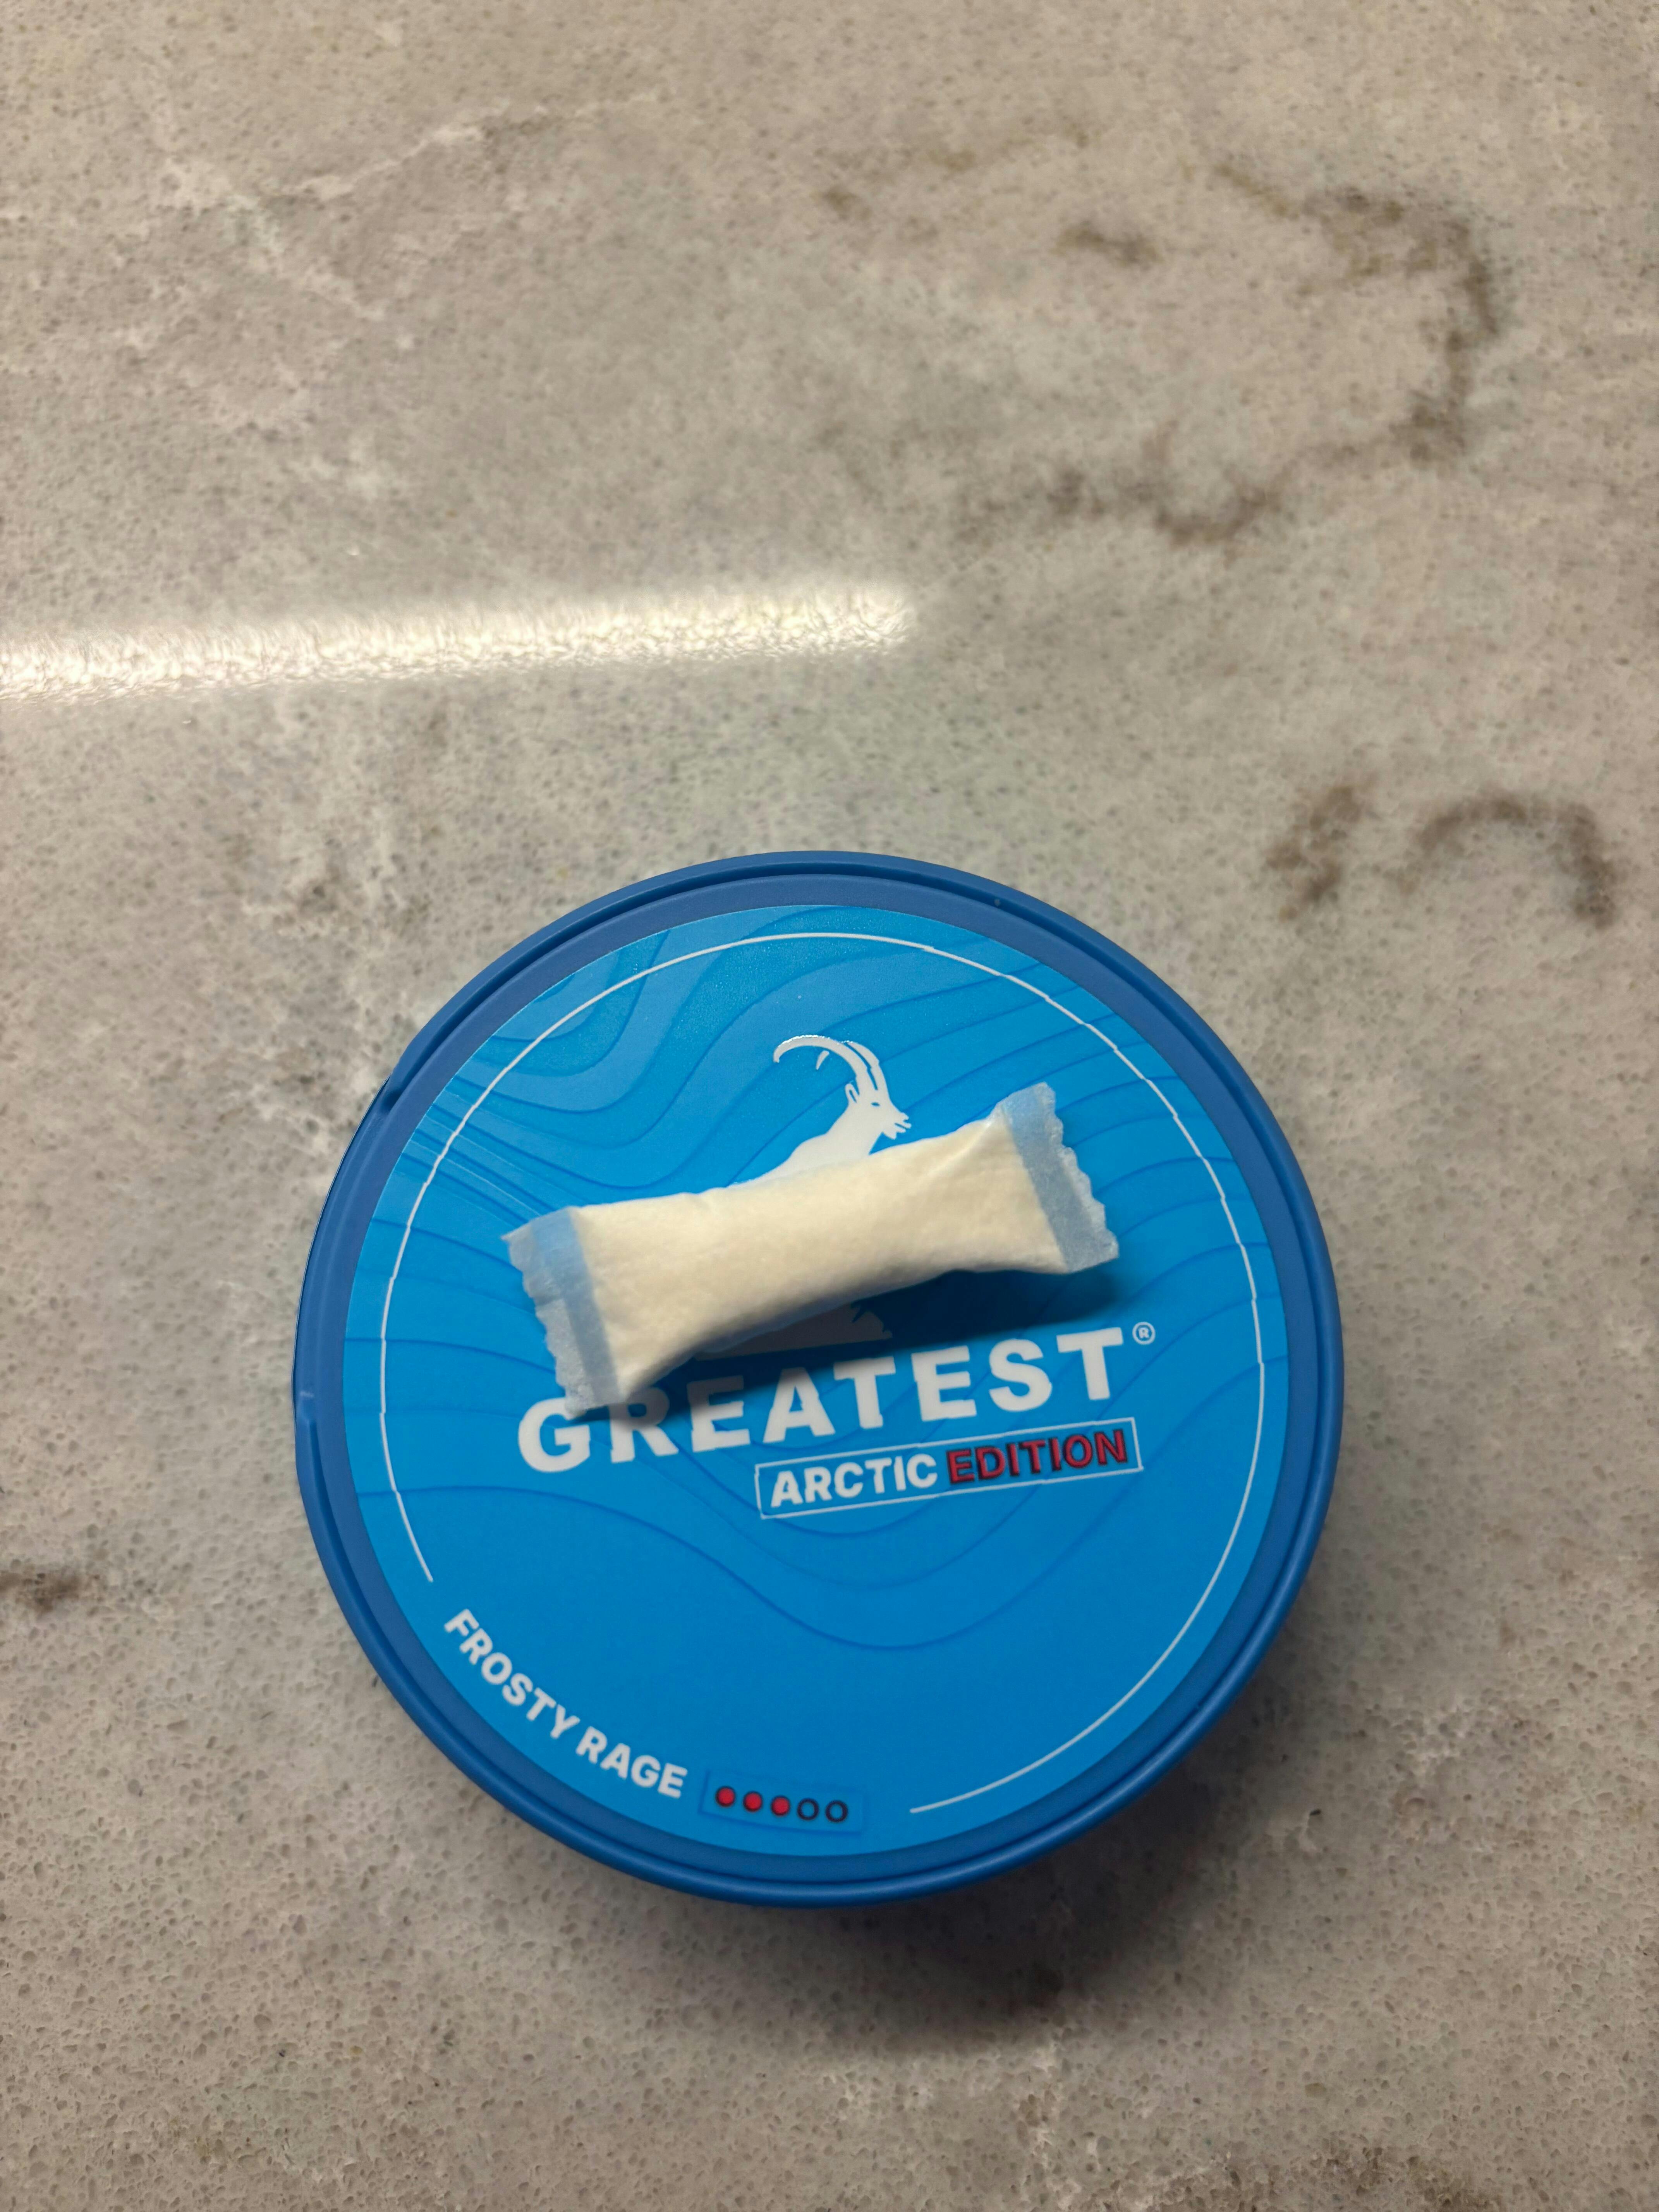 GREATEST®
ARCTIC EDITION
FROSTY RAGE